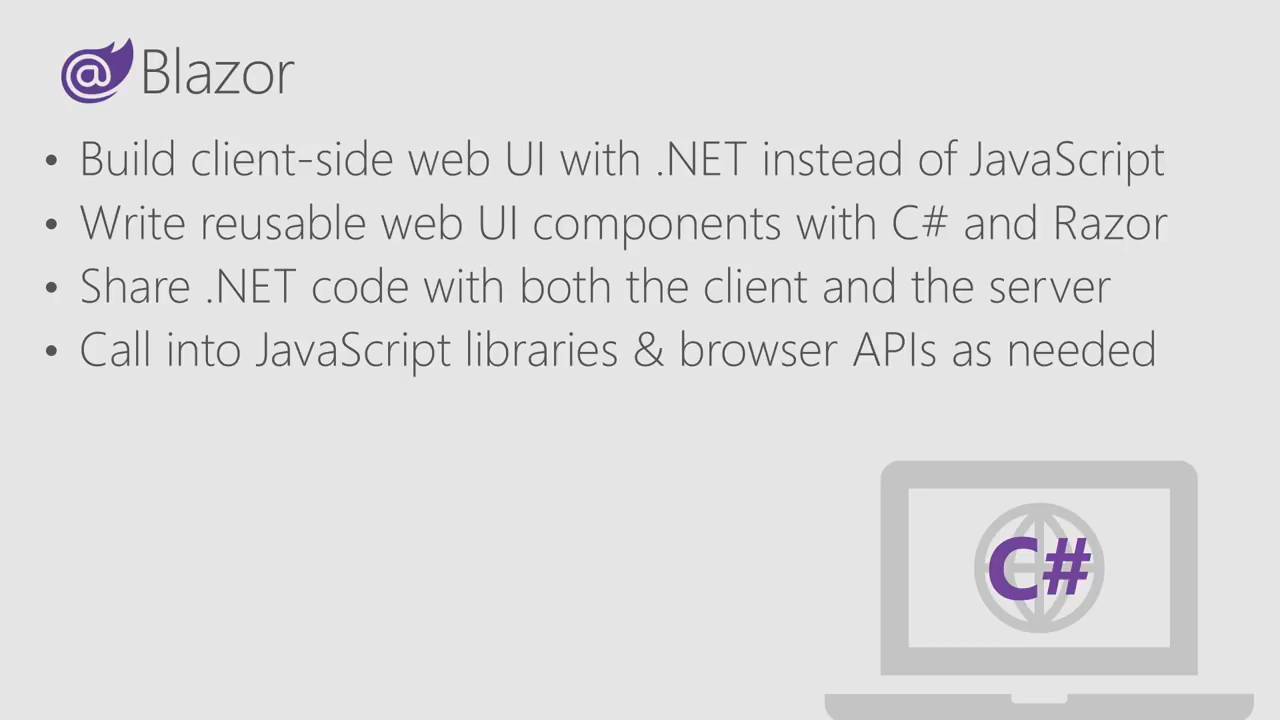 @ Blazor
• Build client-side web UI with .NET instead of JavaScript
• Write reusable web UI components with C# and Razor
• Share .NET code with both the client and the server
• Call into JavaScript libraries & browser APIs as needed
C#